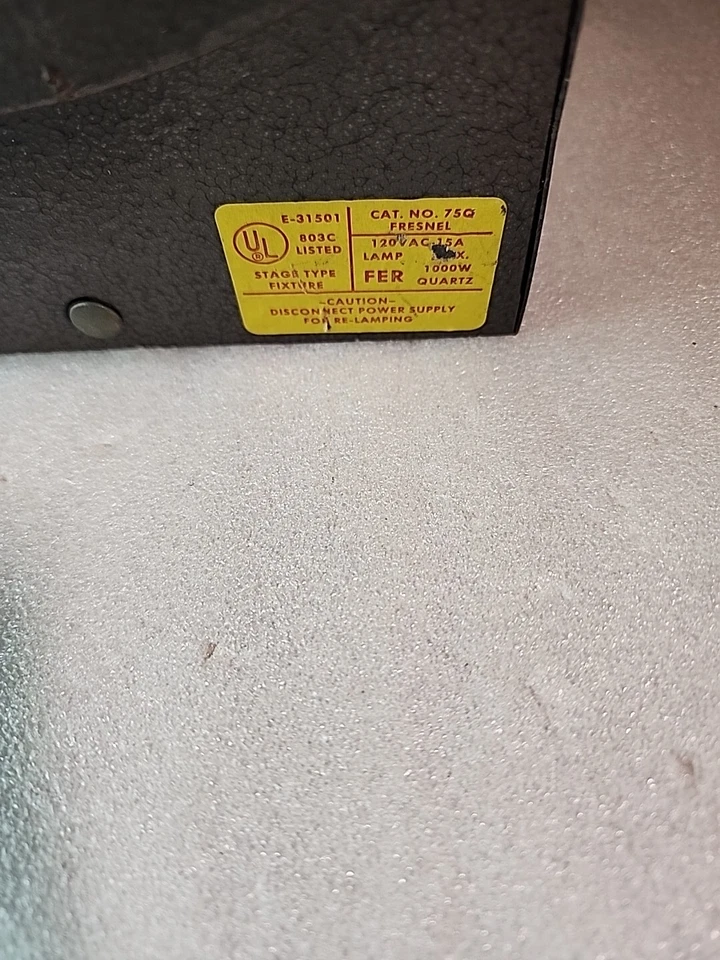 UL
®
E-31501
803C
LISTED
STAGE TYPE
FIXTURE
CAT. NO. 75Q
FRESNEL
120VAC 15A
LAMP
FER
1000W
QUARTZ
-CAUTION-
DISCONNECT POWER SUPPLY
FOR RE-LAMPING